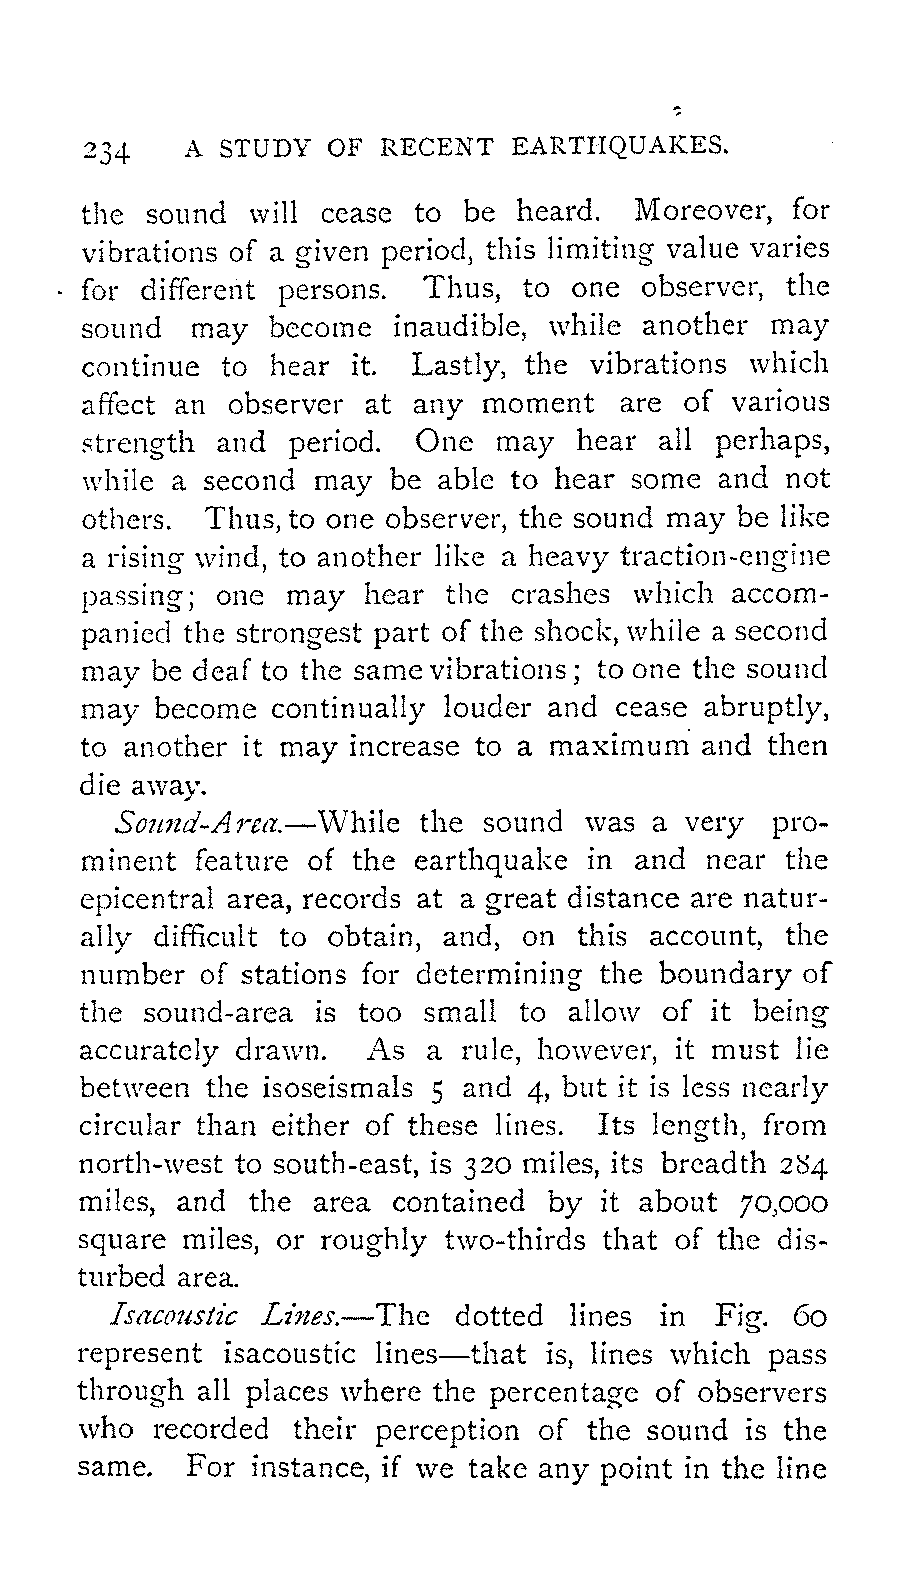 234 A STUDY OF RECENT EARTHQUAKES.
the sound will cease to be heard. Moreover, for
vibrations of a given period, this limiting value varies
for different persons. Thus, to one observer, the
sound may become inaudible, while another may
continue to hear it. Lastly, the vibrations which
affect an observer at any moment are of various
strength and period. One may hear all perhaps,
while a second may be able to hear some and not
others. Thus, to one observer, the sound may be like
a rising wind, to another like a heavy traction-engine
passing; one may hear the crashes which accom-
panied the strongest part of the shock, while a second
may be deaf to the same vibrations; to one the sound
may become continually louder and cease abruptly,
to another it may increase to a maximum and then
die away.
Sound-Area.—While the sound was a very pro-
minent feature of the earthquake in and near the
epicentral area, records at a great distance are natur-
ally difficult to obtain, and, on this account, the
number of stations for determining the boundary of
the sound-area is too small to allow of it being
accurately drawn. As a rule, however, it must lie
between the isoseismals 5 and 4, but it is less nearly
circular than either of these lines. Its length, from
north-west to south-east, is 320 miles, its breadth 284
miles, and the area contained by it about 70,000
square miles, or roughly two-thirds that of the dis-
turbed area.
Isacoustic Lines.—The dotted lines in Fig. 60
represent isacoustic lines—that is, lines which pass
through all places where the percentage of observers
who recorded their perception of the sound is the
same. For instance, if we take any point in the line